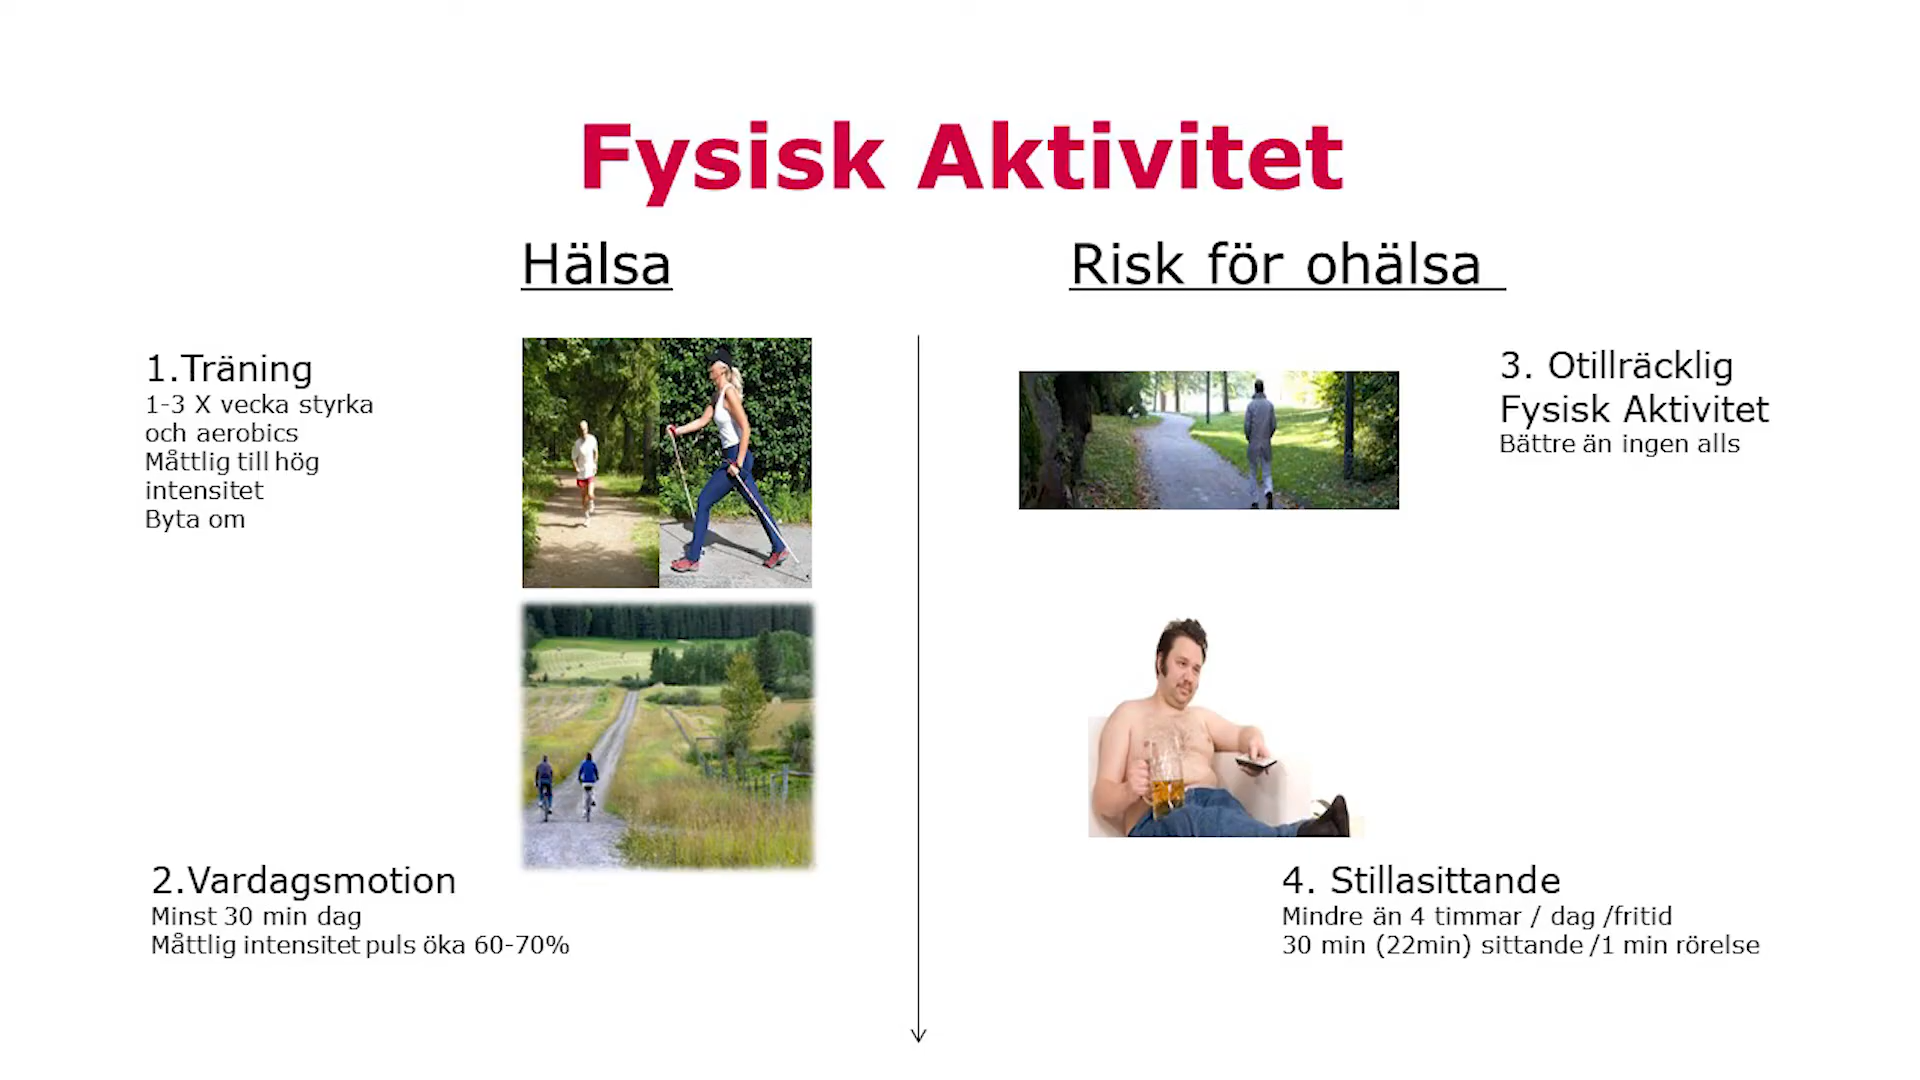 Fysisk Aktivitet
Hälsa
1.Träning
1-3 X vecka styrka
och aerobics
Måttlig till hög
intensitet
Byta om
2.Vardagsmotion
Minst 30 min dag
Måttlig intensitet puls öka 60-70%
Risk för ohälsa
3. Otillräcklig
Fysisk Aktivitet
Bättre än ingen alls
4. Stillasittande
Mindre än 4 timmar / dag /fritid
30 min (22min) sittande /1 min rörelse